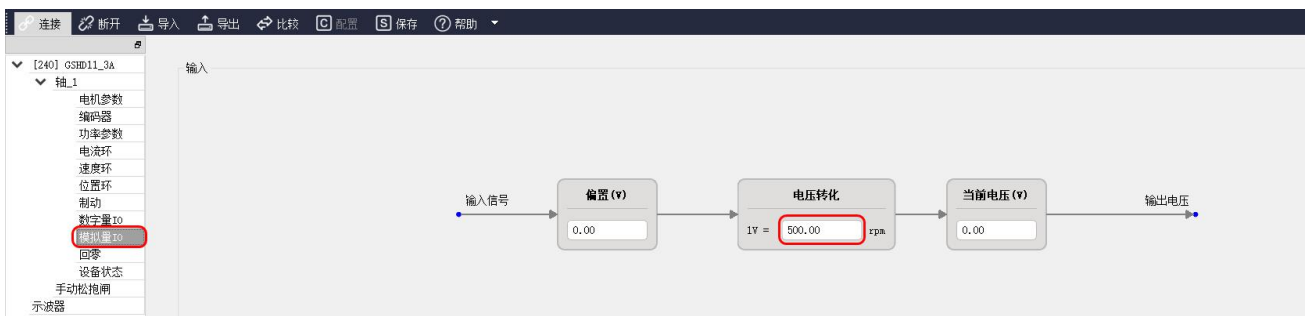 连接 断开 导入 导出 比较 C 配置 S 保存 ? 帮助
[240] GSHD11_3A
轴_1
电机参数
编码器
功率参数
电流环
速度环
位置环
制动
数字量IO
模拟量IO
回零
设备状态
手动松抱闸
示波器
输入
输入信号
偏置(V)
0.00
电压转化
1V = 500.00 rpm
当前电压(V)
0.00
输出电压